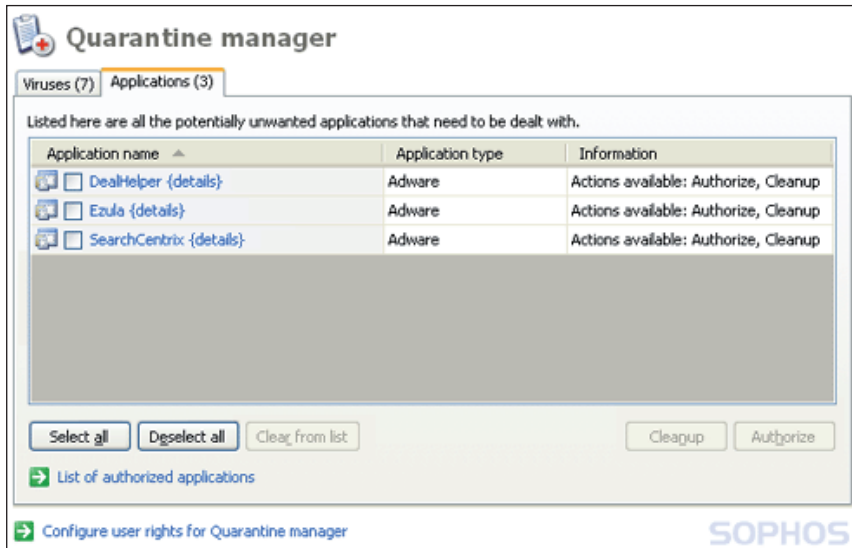 Quarantine manager
Viruses (7) Applications (3)
Listed here are all the potentially unwanted applications that need to be dealt with.
Application name Application type Information
DealHelper {details} Adware Actions available: Authorize, Cleanup
Ezula {details} Adware Actions available: Authorize, Cleanup
SearchCentrix {details} Adware Actions available: Authorize, Cleanup
Select all Deselect all Clear from list Cleanup Authorize
List of authorized applications
Configure user rights for Quarantine manager
SOPHOS